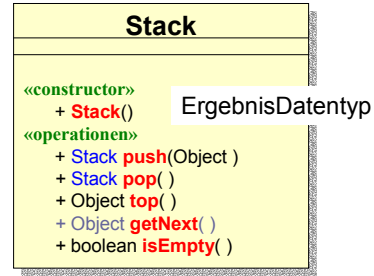 Stack
«constructor»
+ Stack()
ErgebnisDatentyp
«operationen»
+ Stack push(Object )
+ Stack pop( )
+ Object top( )
+ Object getNext( )
+ boolean isEmpty( )